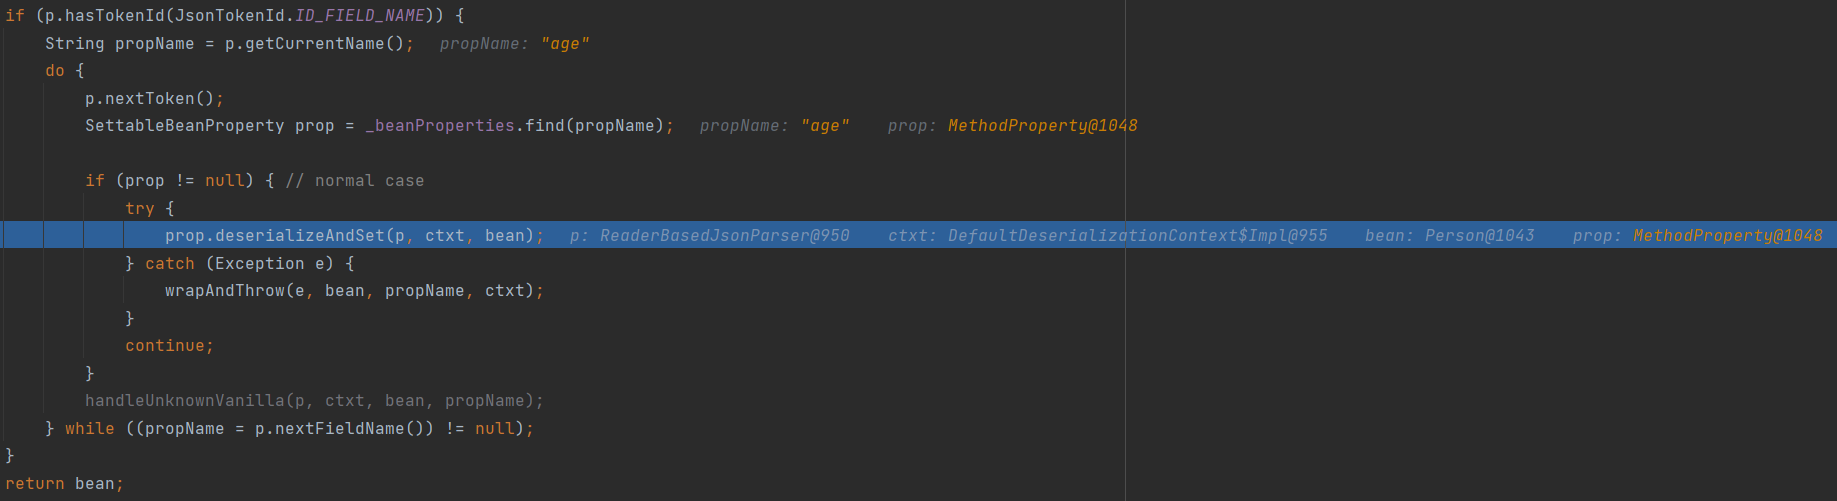 if (p.hasTokenId(JsonTokenId.ID_FIELD_NAME)) {
    String propName = p.getCurrentName();  propName: "age"
    do {
        p.nextToken();
        SettableBeanProperty prop = _beanProperties.find(propName);  propName: "age"    prop: MethodProperty@1048

        if (prop != null) { // normal case
            try {
                prop.deserializeAndSet(p, ctxt, bean);  p: ReaderBasedJsonParser@950    ctxt: DefaultDeserializationContext$Impl@955    bean: Person@1043    prop: MethodProperty@1048
            } catch (Exception e) {
                wrapAndThrow(e, bean, propName, ctxt);
            }
            continue;
        }
        handleUnknownVanilla(p, ctxt, bean, propName);
    } while ((propName = p.nextFieldName()) != null);
}
return bean;